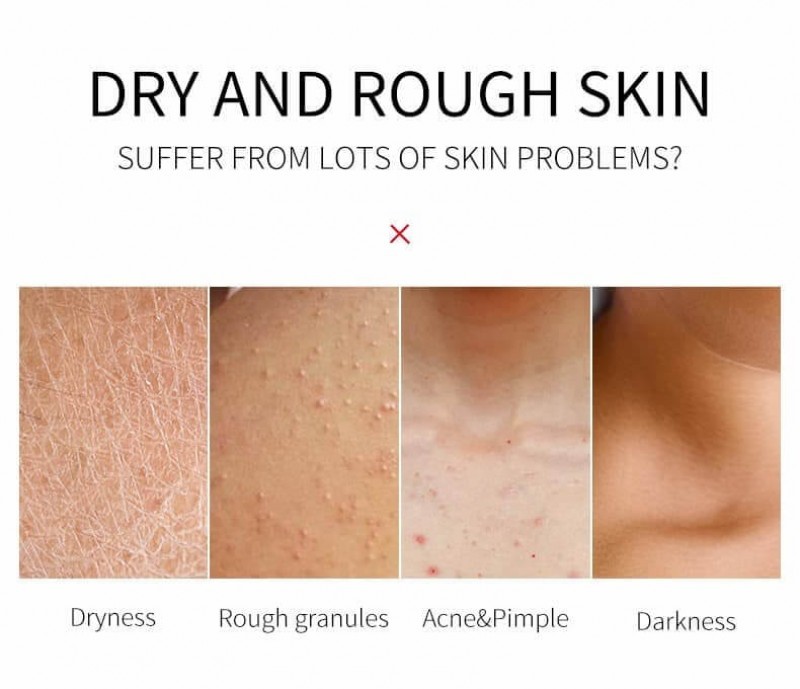 DRY AND ROUGH SKIN
SUFFER FROM LOTS OF SKIN PROBLEMS?
Dryness
Rough granules
Acne&Pimple
Darkness